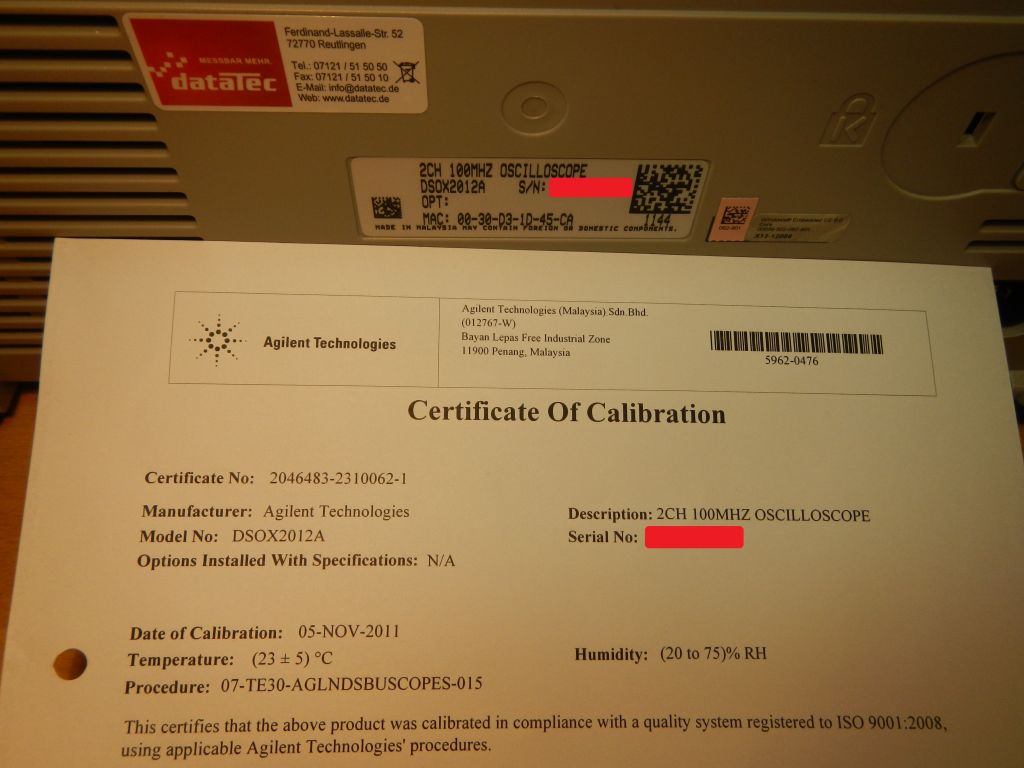 Ferdinand-Lassalle-Str. 52
72770 Reutlingen
MESSBAR MEHR.
dataTec
Tel.: 07121 / 51 50 50
Fax: 07121 / 51 50 10
E-Mail: info@datatec.de
Web: www.datatec.de
2CH 100MHZ OSCILLOSCOPE
DSOX2012A S/N:
OPT:
MAC: 00-30-D3-1D-45-CA 1144
MADE IN MALAYSIA MAY CONTAIN FOREIGN OR DOMESTIC COMPONENTS.
Windows® Embedded CE 6.0
Core
Agilent Technologies
Agilent Technologies (Malaysia) Sdn.Bhd.
(012767-W)
Bayan Lepas Free Industrial Zone
11900 Penang, Malaysia
5962-0476
Certificate Of Calibration
Certificate No: 2046483-2310062-1
Manufacturer: Agilent Technologies
Description: 2CH 100MHZ OSCILLOSCOPE
Model No: DSOX2012A
Serial No:
Options Installed With Specifications: N/A
Date of Calibration: 05-NOV-2011
Temperature: (23 ± 5) °C
Humidity: (20 to 75)% RH
Procedure: 07-TE30-AGLNDSBUSCOPES-015
This certifies that the above product was calibrated in compliance with a quality system registered to ISO 9001:2008,
using applicable Agilent Technologies' procedures.